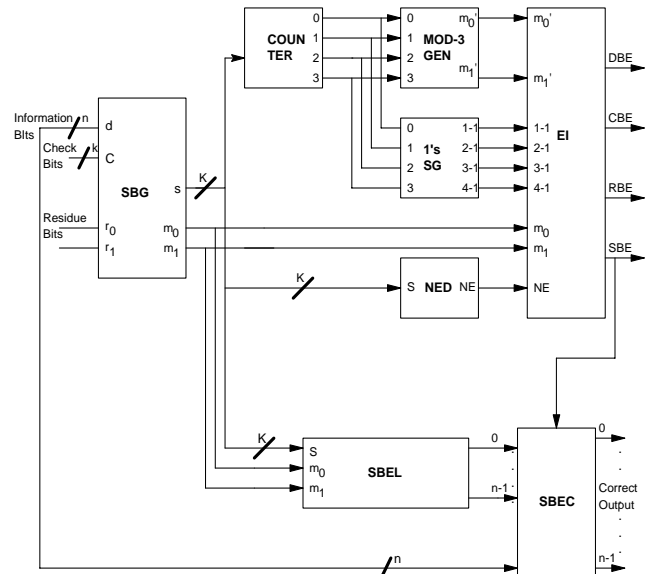 COUN
TER
0
1
2
3
0
1
2
3
MOD-3
GEN
m0'
m1'
m0'
m1'
EI
DBE
CBE
RBE
SBE
0
1
2
3
1's
SG
1-1
2-1
3-1
4-1
1-1
2-1
3-1
4-1
m0
m1
NE
Information
BIts
n
Check
Bits
k
Residue
Bits
d
C
r0
r1
SBG
s
m0
m1
K
K
S
NED
NE
K
S
m0
m1
SBEL
0
n-1
SBEC
0
Correct
Output
n-1
n